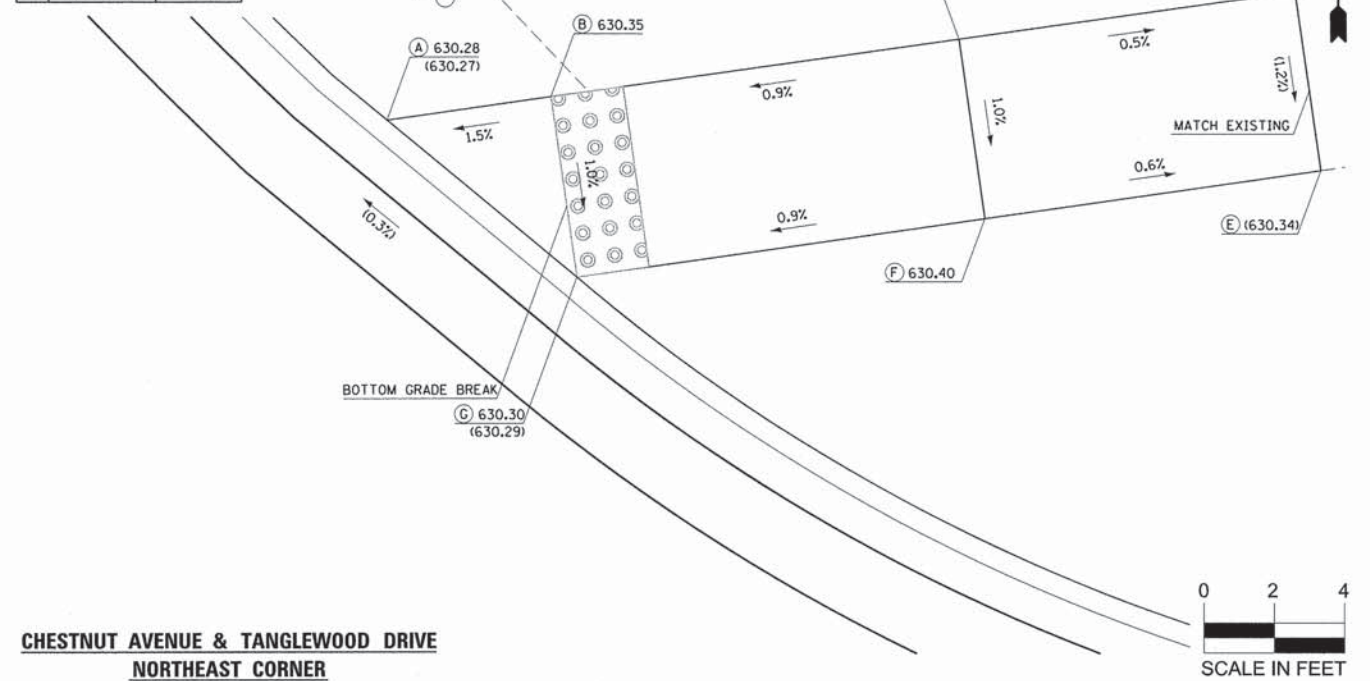 Ⓑ 630.35
Ⓐ 630.28
(630.27)
0.5%
0.9%
(1.2%)
1.5%
1.0%
MATCH EXISTING
1.0%
0.6%
(0.3%)
0.9%
Ⓔ (630.34)
Ⓕ 630.40
BOTTOM GRADE BREAK
Ⓖ 630.30
(630.29)
0 2 4
SCALE IN FEET
CHESTNUT AVENUE & TANGLEWOOD DRIVE
NORTHEAST CORNER